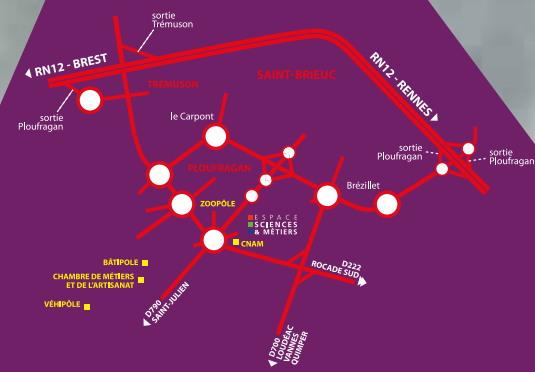 sortie
Trémuson
RN12 - BREST
TREMUSON
SAINT-BRIEUC
RN12 - RENNES
sortie
Ploufragan
le Carpont
sortie
Ploufragan
sortie
Ploufragan
PLOUFRAGAN
Brézillet
ZOOPÔLE
ESPACE
SCIENCES
& MÉTIERS
CNAM
BÂTIPOLE
CHAMBRE DE MÉTIERS
ET DE L'ARTISANAT
VÉHIPÔLE
D222
ROCADE SUD
D790
SAINT-JULIEN
D700
LOUDÉAC
VANNES
QUIMPER